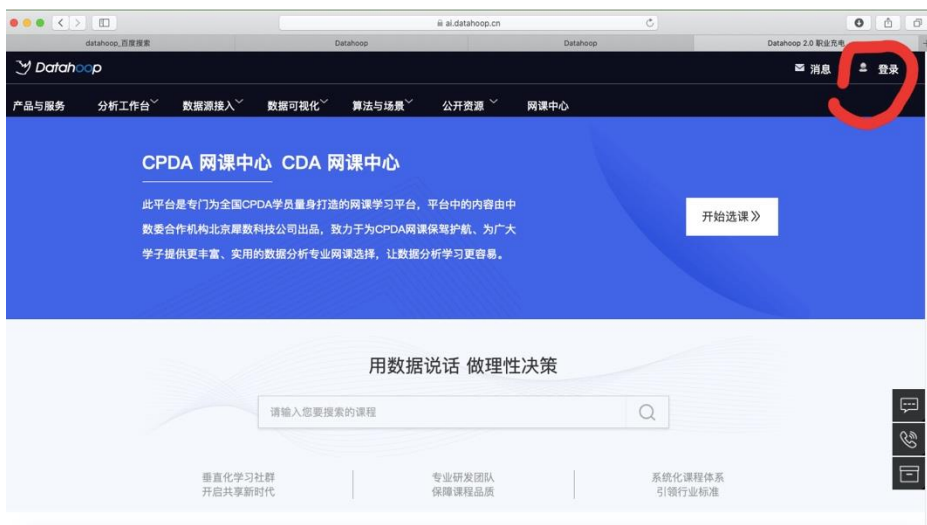 ai.datahoop.cn
datahoop_百度搜索
Datahoop
Datahoop
Datahoop 2.0 职业充电
Datahoop
消息
登录
产品与服务
分析工作台
数据源接入
数据可视化
算法与场景
公开资源
网课中心
CPDA 网课中心 CDA 网课中心
此平台是专门为全国CPDA学员量身打造的网课学习平台，平台中的内容由中
数委合作机构北京犀数科技公司出品，致力于为CPDA网课保驾护航、为广大
学子提供更丰富、实用的数据分析专业网课选择，让数据分析学习更容易。
开始选课》
用数据说话 做理性决策
请输入您要搜索的课程
垂直化学习社群
开启共享新时代
专业研发团队
保障课程品质
系统化课程体系
引领行业标准